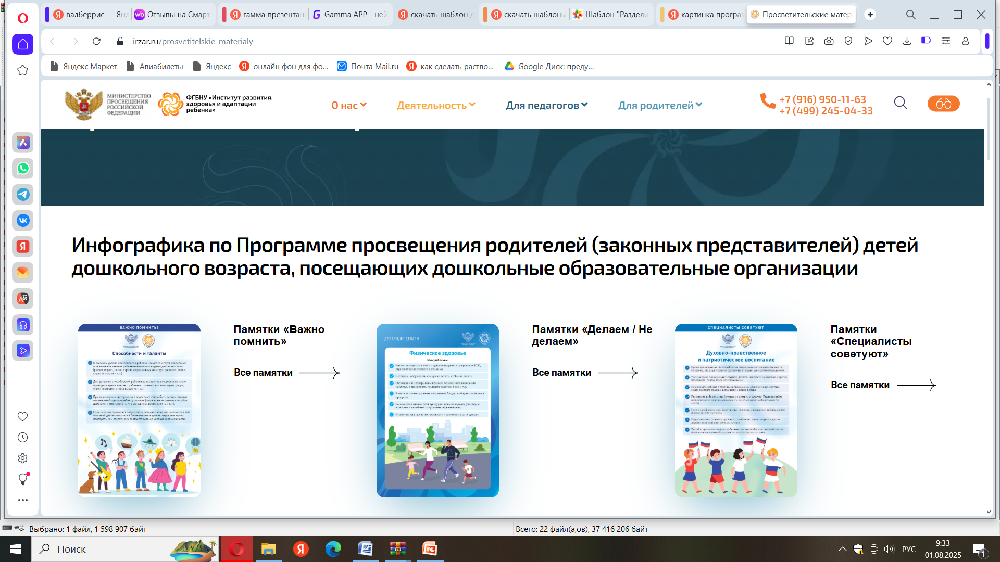 валберрис — Янд
Отзывы на Смарт
гамма презентаци
Gamma APP - ней
скачать шаблон д
скачать шаблоны
Шаблон "Раздели
картинка програм
Просветительские матер
irzar.ru/prosvetitelskie-materialy
Яндекс Маркет
Авиабилеты
Яндекс
онлайн фон для фо...
Почта Mail.ru
как сделать раство...
Google Диск: преду...
МИНИСТЕРСТВО
ПРОСВЕЩЕНИЯ
РОССИЙСКОЙ
ФЕДЕРАЦИИ
ФГБНУ «Институт развития,
здоровья и адаптации
ребенка»
О нас
Деятельность
Для педагогов
Для родителей
+7 (916) 950-11-63
+7 (499) 245-04-33
Инфографика по Программе просвещения родителей (законных представителей) детей
дошкольного возраста, посещающих дошкольные образовательные организации
ВАЖНО ПОМНИТЬ!
Способности и таланты
Памятки «Важно
помнить»
Все памятки
ДЕЛАЕМ/НЕ ДЕЛАЕМ
Физическое здоровье
Мы с ребенком:
Памятки «Делаем / Не
делаем»
Все памятки
СПЕЦИАЛИСТЫ СОВЕТУЮТ
Духовно-нравственное
и патриотическое воспитание
Памятки
«Специалисты
советуют»
Все памятки
Выбрано: 1 файл, 1 598 907 байт
Всего: 22 файл(а,ов), 37 416 206 байт
Поиск
РУС
9:33
01.08.2025
1